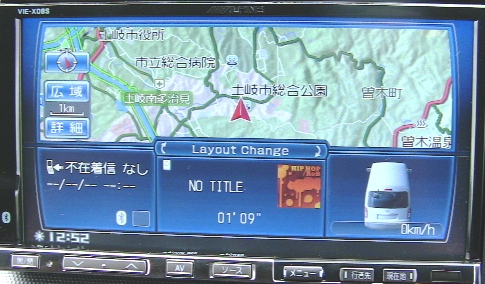 VIE-X08S
ALPINE
土岐市役所
市立総合病院
土岐南多治見
土岐市総合公園
曽木町
曽木温泉
広域
1km
詳細
Layout Change
不在着信 なし
--/--/-- --:--
NO TITLE
01'09"
HIP HOP
R&B
0km/h
12:52
AV
ソース
メニュー
行き先
現在地